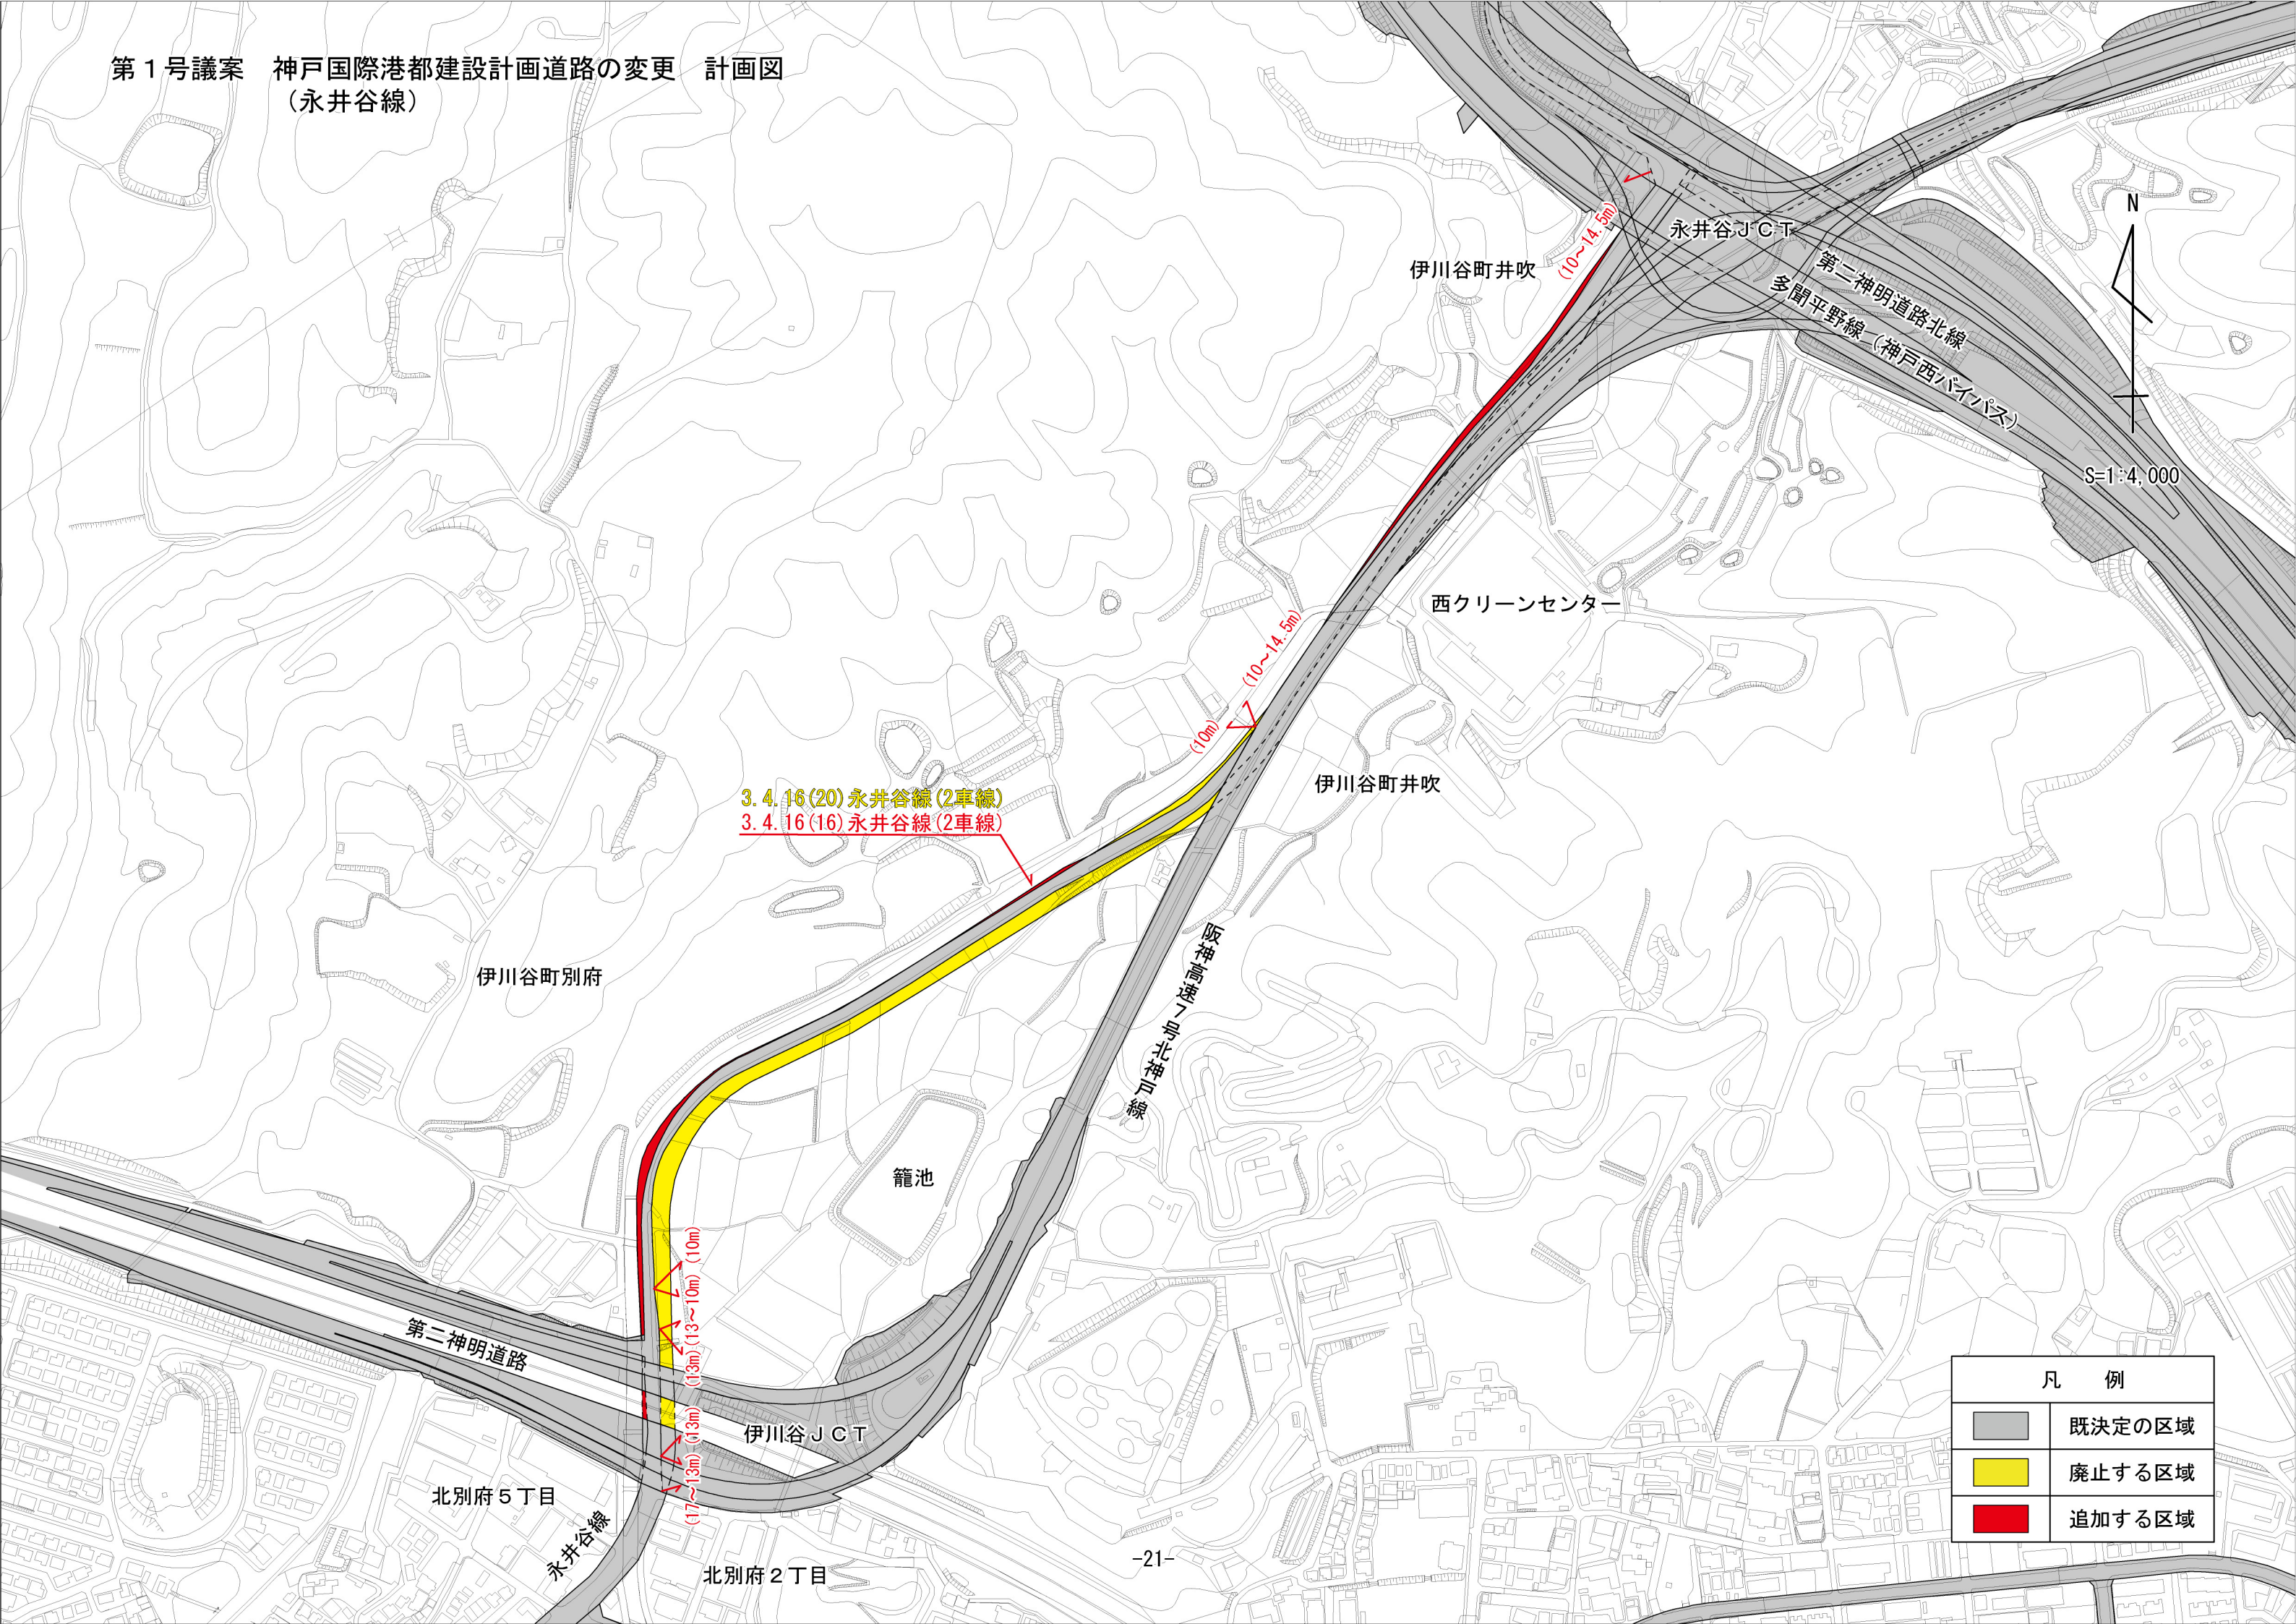 第１号議案　神戸国際港都建設計画道路の変更　計画図
（永井谷線）
N
S=1:4,000
(10～14.5m)
永井谷ＪＣＴ
伊川谷町井吹
第二神明道路北線
多聞平野線（神戸西バイパス）
西クリーンセンター
(10～14.5m)
(10m)
伊川谷町井吹
3.4.16(20)永井谷線(2車線)
3.4.16(16)永井谷線(2車線)
阪神高速７号北神戸線
伊川谷町別府
籠池
(10m)
(13～10m)
(13m)
第二神明道路
(13m)
(17～13m)
伊川谷ＪＣＴ
北別府５丁目
永井谷線
北別府２丁目
-21-
凡　例
既決定の区域
廃止する区域
追加する区域